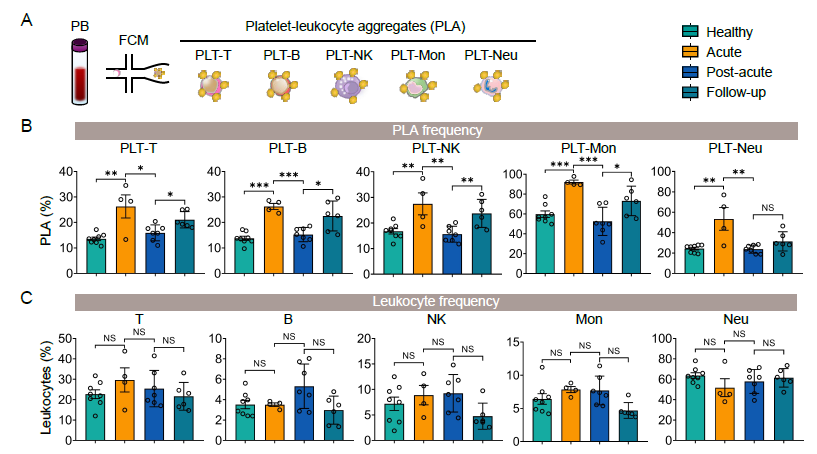 A
PB
FCM
Platelet-leukocyte aggregates (PLA)
PLT-T PLT-B PLT-NK PLT-Mon PLT-Neu
Healthy
Acute
Post-acute
Follow-up
B
PLA frequency
PLT-T PLT-B PLT-NK PLT-Mon PLT-Neu
PLA (%)
40 30 20 10 0
** * *
40 30 20 10 0
*** *** *
40 30 20 10 0
** ** **
100 80 60 40 20 0
*** *** *
100 80 60 40 20 0
** ** NS
C
Leukocyte frequency
T B NK Mon Neu
Leukocytes (%)
50 40 30 20 10 0
NS NS NS
10 8 6 4 2 0
NS NS NS
20 15 10 5 0
NS NS NS
15 10 5 0
NS NS NS
100 80 60 40 20 0
NS NS NS